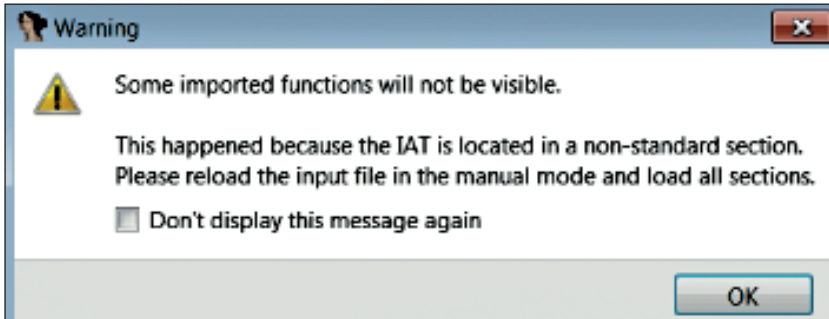 Warning
Some imported functions will not be visible.
This happened because the IAT is located in a non-standard section.
Please reload the input file in the manual mode and load all sections.
Don't display this message again
OK